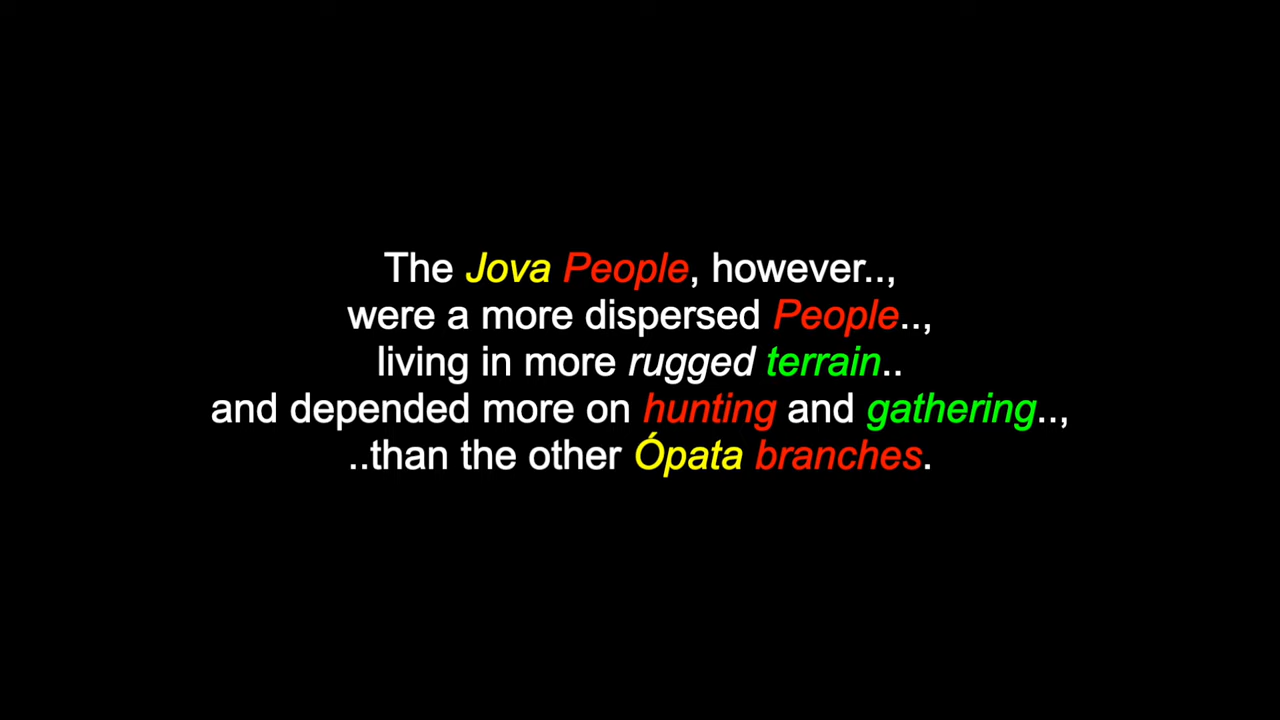 The Jova People, however..,
were a more dispersed People..,
living in more rugged terrain..
and depended more on hunting and gathering..,
..than the other Ópata branches.